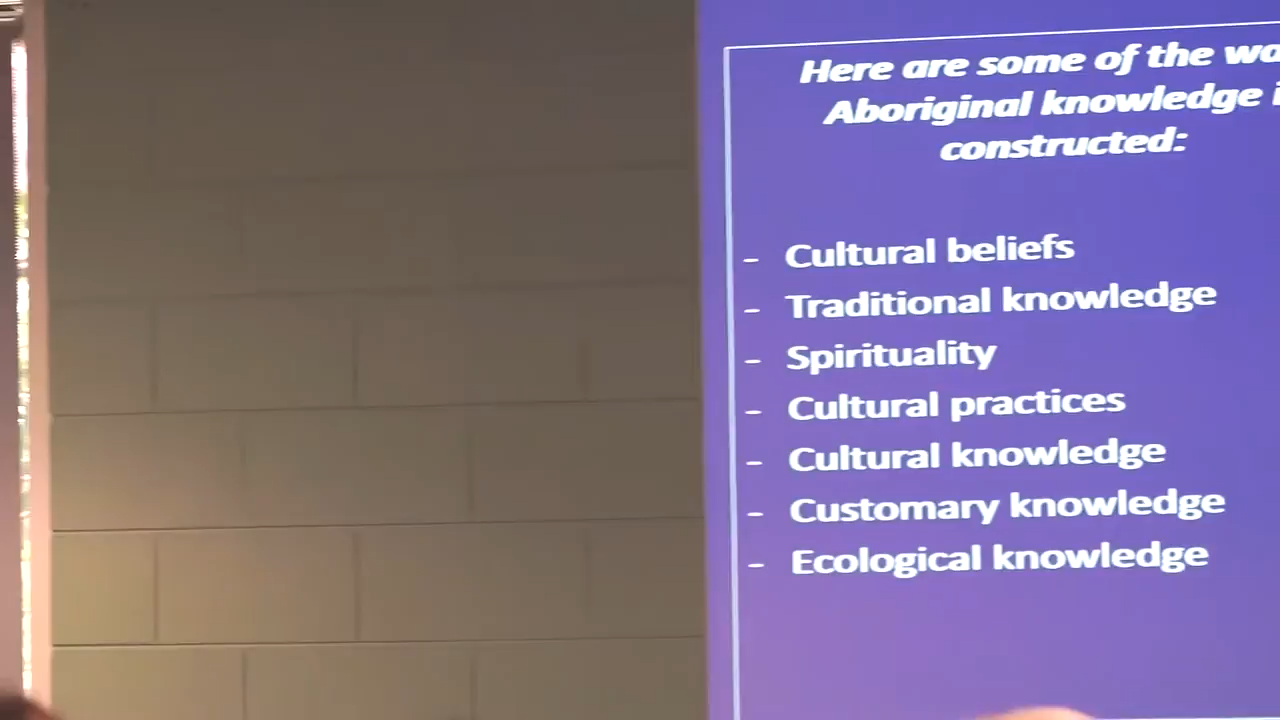 Here are some of the
Aboriginal knowledge
constructed:
- Cultural beliefs
- Traditional knowledge
- Spirituality
- Cultural practices
- Cultural knowledge
- Customary knowledge
- Ecological knowledge